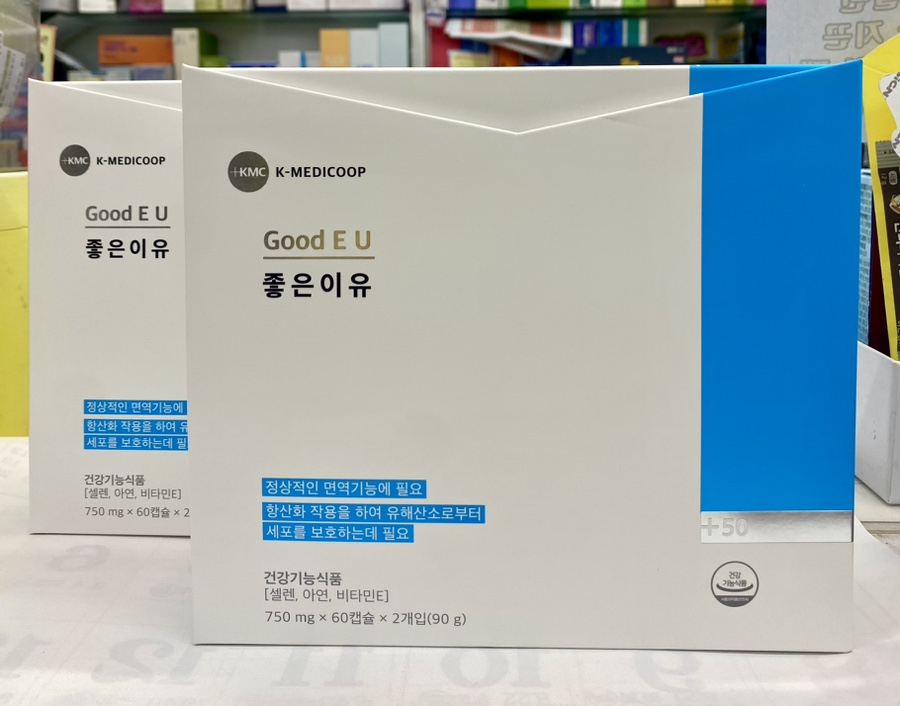 +KMC K-MEDICOOP
Good E U
좋은이유
정상적인 면역기능에
항산화 작용을 하여 유
세포를 보호하는데 필
건강기능식품
[셀렌, 아연, 비타민E]
750 mg × 60캡슐 × 2
+KMC K-MEDICOOP
Good E U
좋은이유
정상적인 면역기능에 필요
항산화 작용을 하여 유해산소로부터
세포를 보호하는데 필요
건강기능식품
[셀렌, 아연, 비타민E]
750 mg × 60캡슐 × 2개입(90 g)
+50
건강
기능식품
12 11 10 9